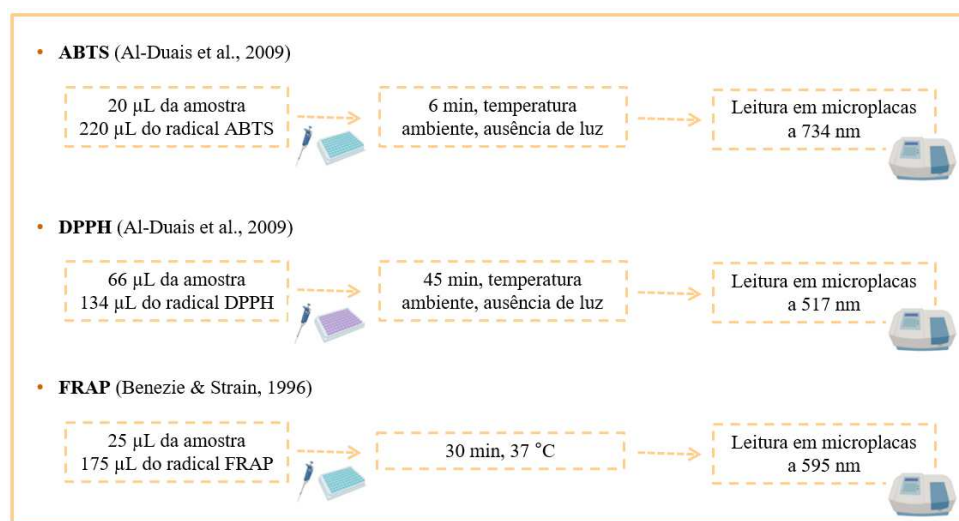 • ABTS (Al-Duais et al., 2009)
20 µL da amostra
220 µL do radical ABTS
6 min, temperatura
ambiente, ausência de luz
Leitura em microplacas
a 734 nm
• DPPH (Al-Duais et al., 2009)
66 µL da amostra
134 µL do radical DPPH
45 min, temperatura
ambiente, ausência de luz
Leitura em microplacas
a 517 nm
• FRAP (Benezie & Strain, 1996)
25 µL da amostra
175 µL do radical FRAP
30 min, 37 °C
Leitura em microplacas
a 595 nm